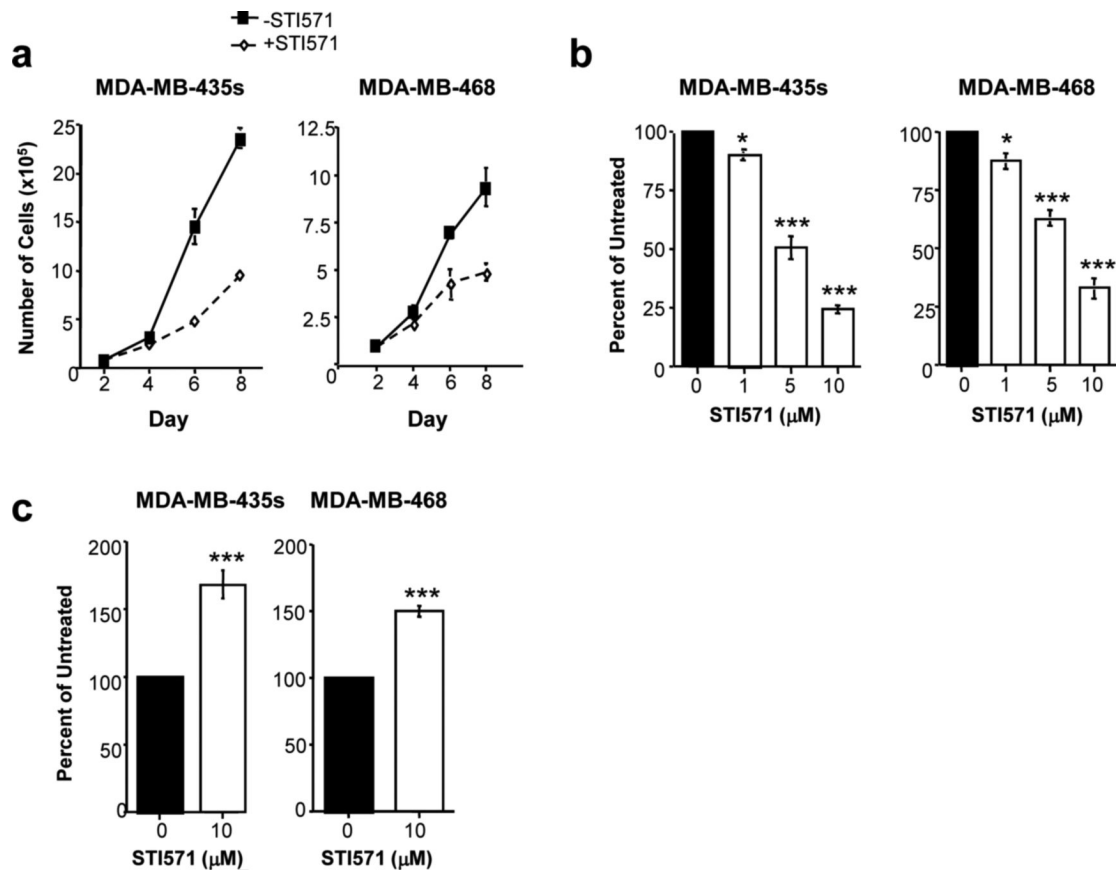 -STI571
+STI571
a
MDA-MB-435s
MDA-MB-468
Number of Cells (x10⁵)
25
20
15
10
5
0
2 4 6 8
12.5
10
7.5
5
2.5
0
2 4 6 8
Day
Day
b
MDA-MB-435s
MDA-MB-468
Percent of Untreated
100
75
50
25
0
*
***
***
0 1 5 10
STI571 (μM)
100
75
50
25
0
*
***
***
0 1 5 10
STI571 (μM)
c
MDA-MB-435s
MDA-MB-468
Percent of Untreated
200
150
100
50
0
***
0 10
STI571 (μM)
200
150
100
50
0
***
0 10
STI571 (μM)